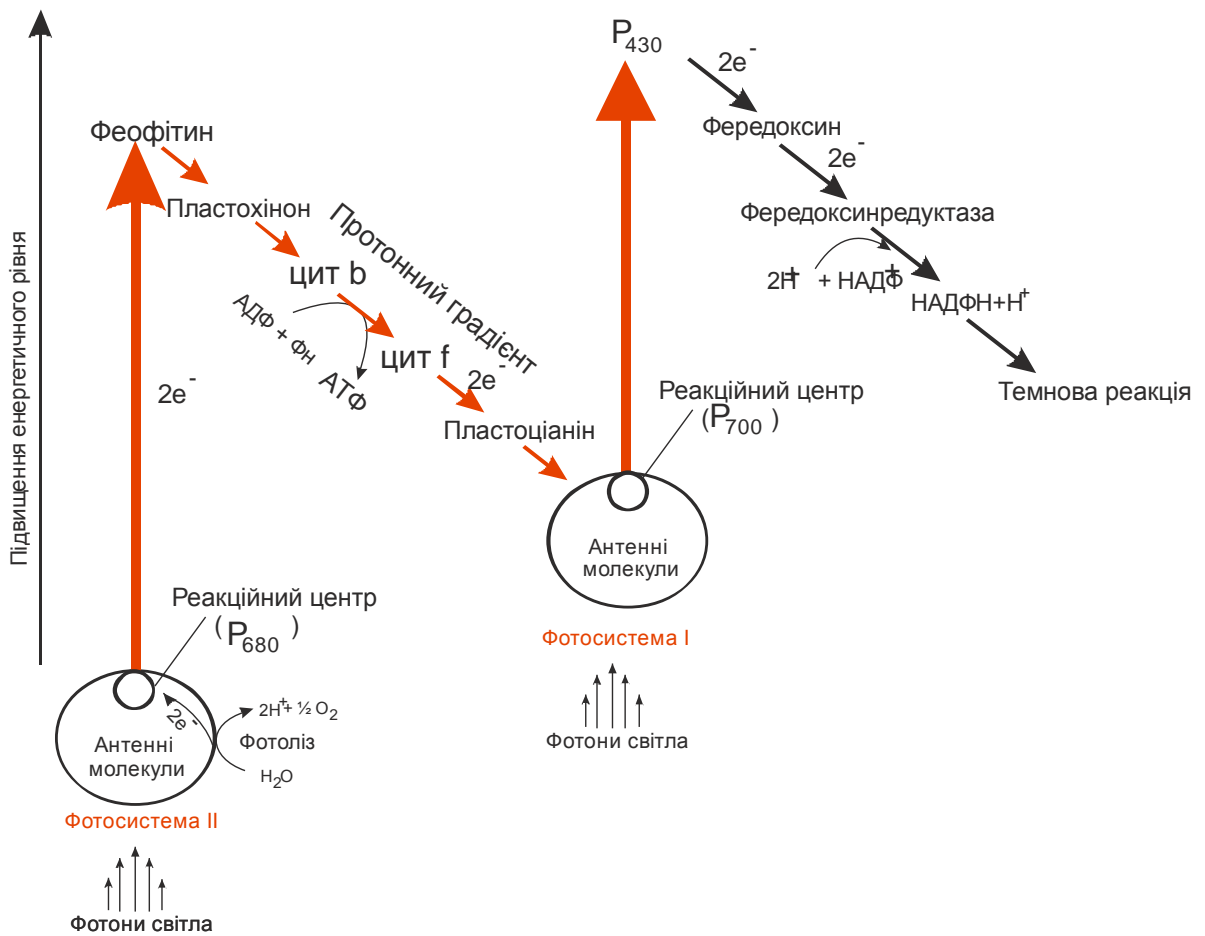 Підвищення енергетичного рівня
Феофітин
Пластохінон
цит b
Протонний градієнт
АДФ + Фн
АТФ
цит f
2e⁻
2e⁻
Пластоціанін
Реакційний центр
(P₆₈₀)
2e⁻
2H⁺+ ½ O₂
Фотоліз
H₂O
Антенні
молекули
Фотосистема II
Фотони світла
P₄₃₀
2e⁻
Фередоксин
2e⁻
Фередоксинредуктаза
2H⁺ + НАДФ⁺
НАДФН+H⁺
Темнова реакція
Реакційний центр
(P₇₀₀)
Антенні
молекули
Фотосистема I
Фотони світла